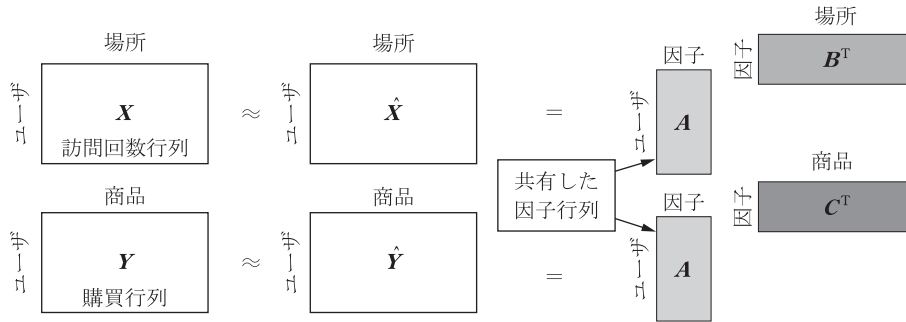 場所
ユーザ
X
訪問回数行列
≈
場所
ユーザ
X̂
=
因子
ユーザ
A
場所
因子
Bᵀ
共有した
因子行列
商品
ユーザ
Y
購買行列
≈
商品
ユーザ
Ŷ
=
因子
ユーザ
A
商品
因子
Cᵀ